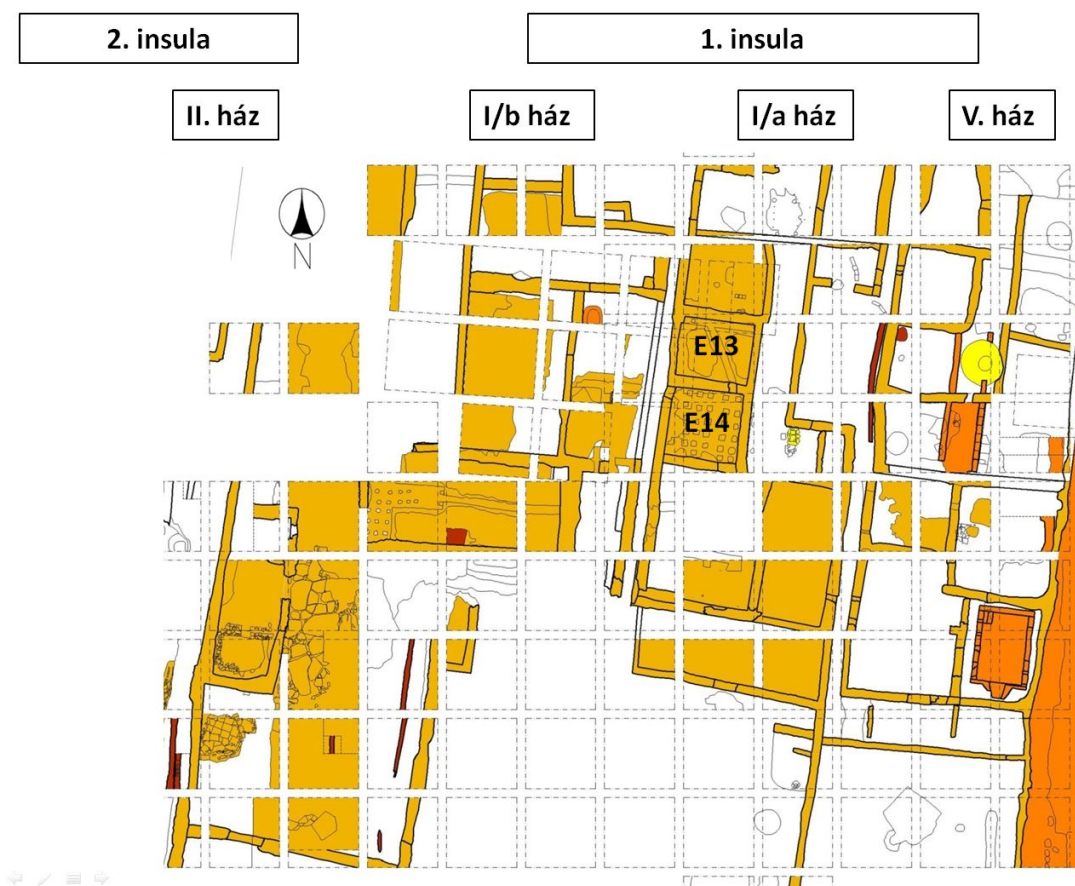 2. insula
1. insula
II. ház
I/b ház
I/a ház
V. ház
N
E13
E14